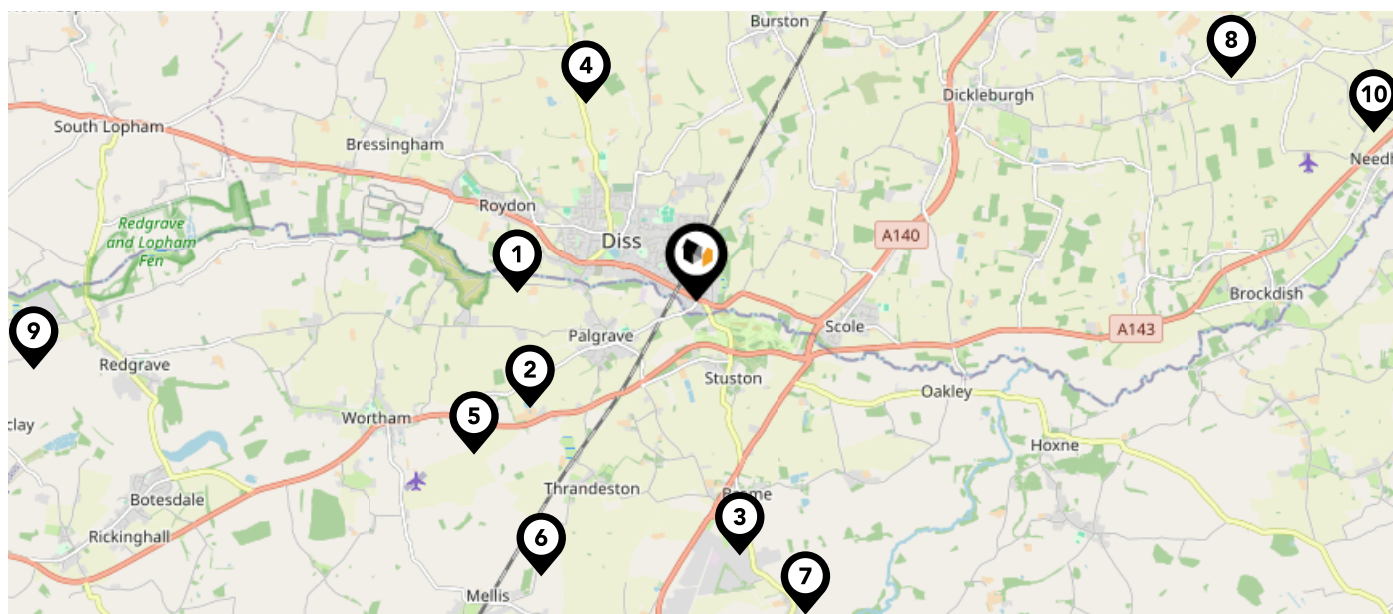 Burston
8
4
10
Dickleburgh
South Lopham
Bressingham
Needh
Roydon
Redgrave
and Lopham
Fen
Diss
A140
1
Brockdish
9
Scole
A143
Palgrave
Redgrave
2
Stuston
Oakley
5
Wortham
clay
Hoxne
Thrandeston
Botesdale
3
Rickinghall
6
7
Mellis